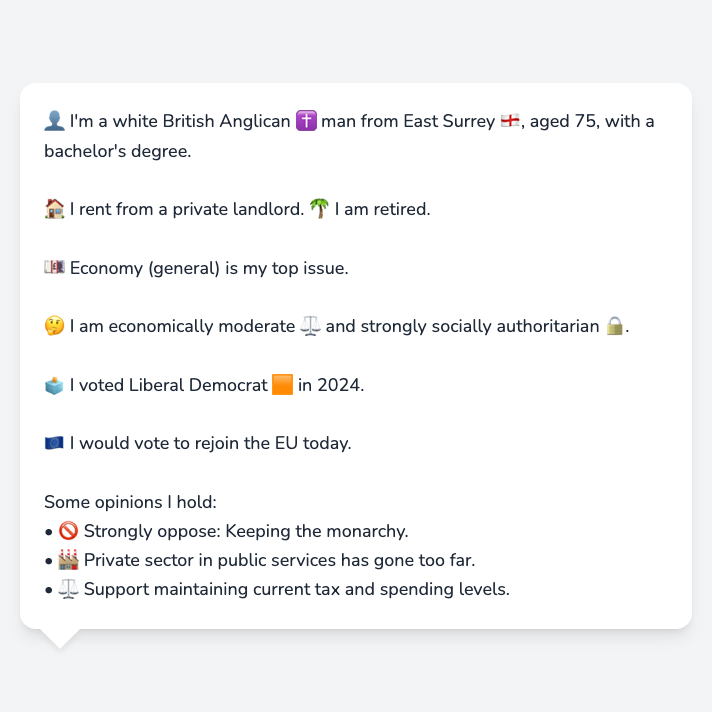 👤 I'm a white British Anglican ✝️ man from East Surrey 🏴󠁧󠁢󠁥󠁮󠁧󠁿, aged 75, with a
bachelor's degree.
🏠 I rent from a private landlord. 🌴 I am retired.
💷 Economy (general) is my top issue.
🤔 I am economically moderate ⚖️ and strongly socially authoritarian 🔒.
🗳️ I voted Liberal Democrat 🟧 in 2024.
🇪🇺 I would vote to rejoin the EU today.
Some opinions I hold:
• 🚫 Strongly oppose: Keeping the monarchy.
• 🏭 Private sector in public services has gone too far.
• ⚖️ Support maintaining current tax and spending levels.